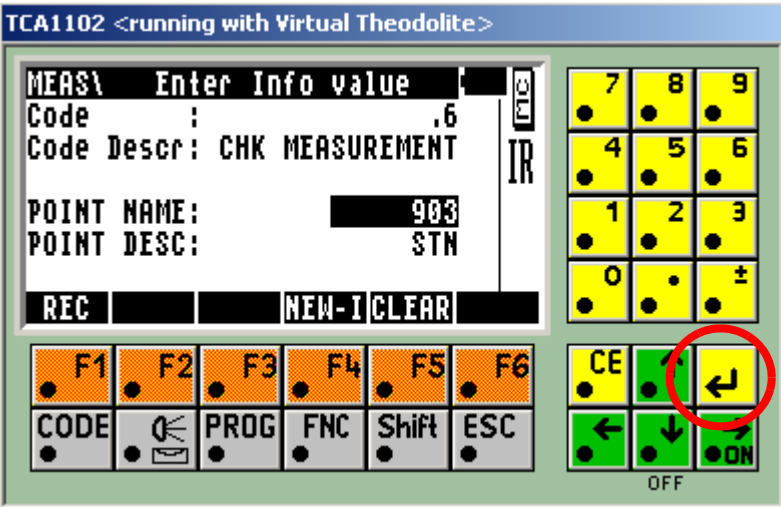 TCA1102 <running with Virtual Theodolite>
MEAS\ Enter Info value
Code : .6
Code Descr: CHK MEASUREMENT
POINT NAME: 903
POINT DESC: STN
REC NEW-I CLEAR
MC
IR
7 8 9
4 5 6
1 2 3
0 . ±
F1 F2 F3 F4 F5 F6
CE
CODE PROG FNC Shift ESC
ON
OFF